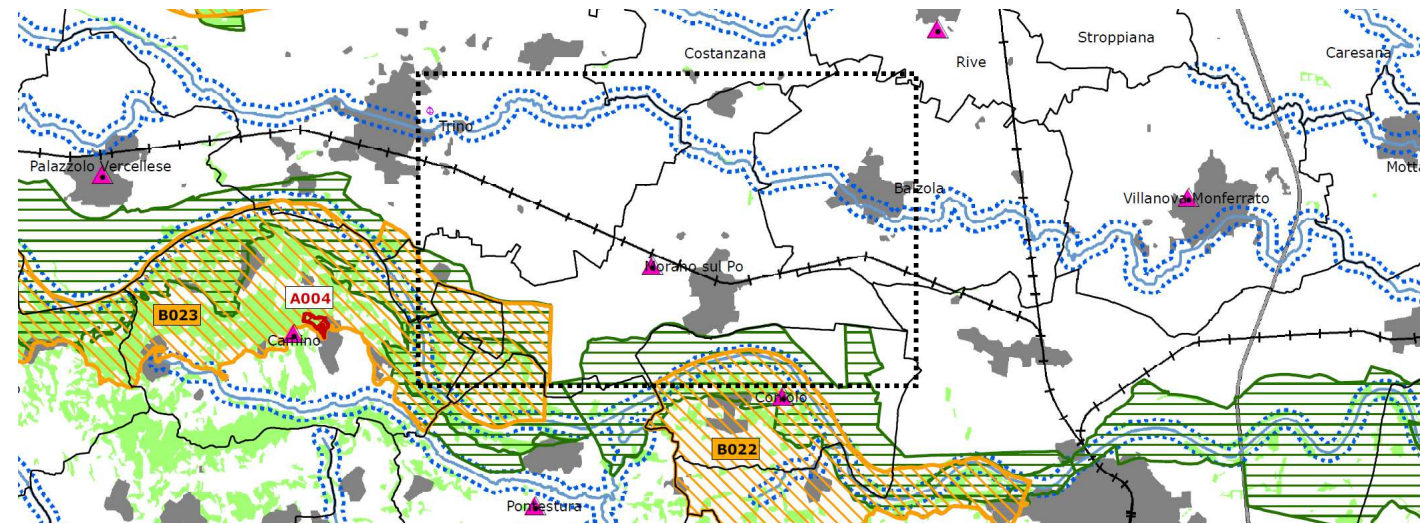 Costanzana
Stroppiana
Caresana
Rive
Trino
Palazzolo Vercellese
Motta
Balzola
Villanova Monferrato
Morano sul Po
A004
B023
Camino
Coniolo
B022
Pontestura